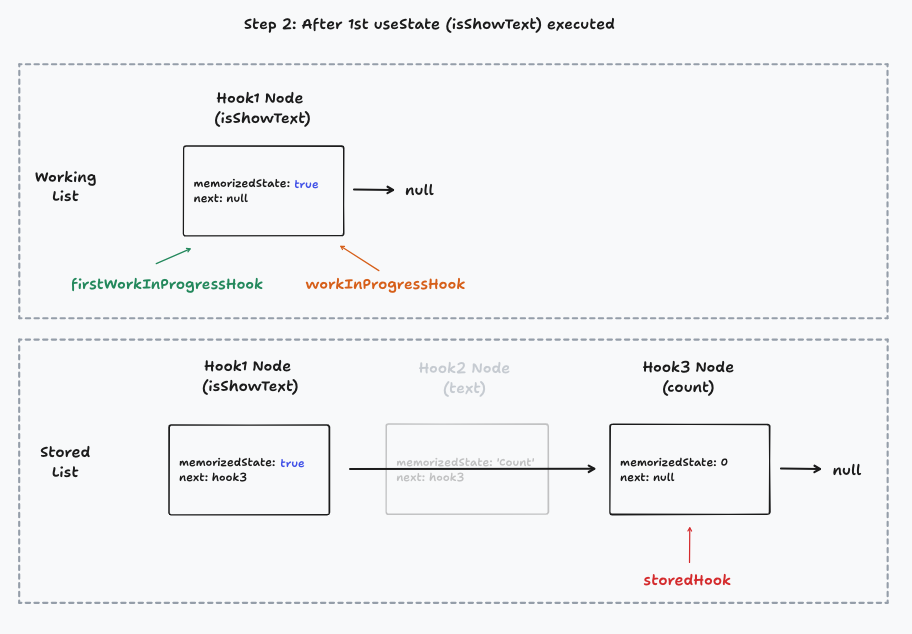 Step 2: After 1st useState (isShowText) executed
Hook1 Node
(isShowText)
Working
List
memorizedState: true
next: null
null
firstWorkInProgressHook
workInProgressHook
Hook1 Node
(isShowText)
Hook2 Node
(text)
Hook3 Node
(count)
Stored
List
memorizedState: true
next: hook3
memorizedState: 'Count'
next: hook3
memorizedState: 0
next: null
null
storedHook